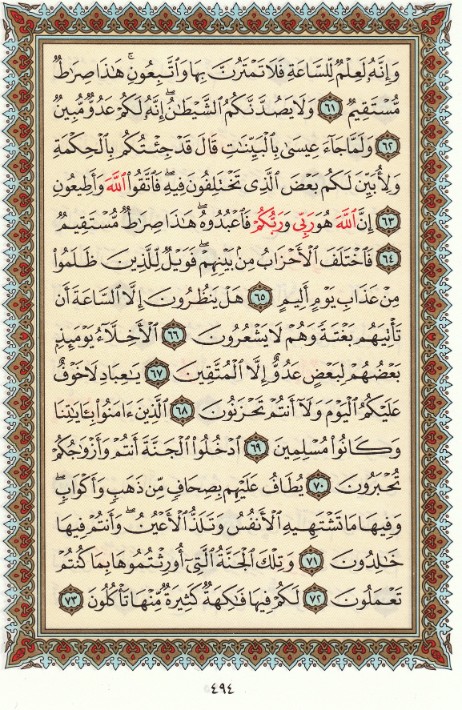 وَإِنَّهُۥ لَعِلۡمٞ لِّلسَّاعَةِ فَلَا تَمۡتَرُنَّ بِهَا وَٱتَّبِعُونِۚ هَٰذَا صِرَٰطٞ
مُّسۡتَقِيمٞ ٦١ وَلَا يَصُدَّنَّكُمُ ٱلشَّيۡطَٰنُۖ إِنَّهُۥ لَكُمۡ عَدُوّٞ مُّبِينٞ
٦٢ وَلَمَّا جَآءَ عِيسَىٰ بِٱلۡبَيِّنَٰتِ قَالَ قَدۡ جِئۡتُكُم بِٱلۡحِكۡمَةِ
وَلِأُبَيِّنَ لَكُم بَعۡضَ ٱلَّذِي تَخۡتَلِفُونَ فِيهِۖ فَٱتَّقُواْ ٱللَّهَ وَأَطِيعُونِ
٦٣ إِنَّ ٱللَّهَ هُوَ رَبِّي وَرَبُّكُمۡ فَٱعۡبُدُوهُۚ هَٰذَا صِرَٰطٞ مُّسۡتَقِيمٞ
٦٤ فَٱخۡتَلَفَ ٱلۡأَحۡزَابُ مِنۢ بَيۡنِهِمۡۖ فَوَيۡلٞ لِّلَّذِينَ ظَلَمُواْ
مِنۡ عَذَابِ يَوۡمٍ أَلِيمٍ ٦٥ هَلۡ يَنظُرُونَ إِلَّا ٱلسَّاعَةَ أَن
تَأۡتِيَهُم بَغۡتَةٗ وَهُمۡ لَا يَشۡعُرُونَ ٦٦ ٱلۡأَخِلَّآءُ يَوۡمَئِذِۭ
بَعۡضُهُمۡ لِبَعۡضٍ عَدُوٌّ إِلَّا ٱلۡمُتَّقِينَ ٦٧ يَٰعِبَادِ لَا خَوۡفٌ
عَلَيۡكُمُ ٱلۡيَوۡمَ وَلَآ أَنتُمۡ تَحۡزَنُونَ ٦٨ ٱلَّذِينَ ءَامَنُواْ بِـَٔايَٰتِنَا
وَكَانُواْ مُسۡلِمِينَ ٦٩ ٱدۡخُلُواْ ٱلۡجَنَّةَ أَنتُمۡ وَأَزۡوَٰجُكُمۡ
تُحۡبَرُونَ ٧٠ يُطَافُ عَلَيۡهِم بِصِحَافٖ مِّن ذَهَبٖ وَأَكۡوَابٖۖ
وَفِيهَا مَا تَشۡتَهِيهِ ٱلۡأَنفُسُ وَتَلَذُّ ٱلۡأَعۡيُنُۖ وَأَنتُمۡ فِيهَا
خَٰلِدُونَ ٧١ وَتِلۡكَ ٱلۡجَنَّةُ ٱلَّتِيٓ أُورِثۡتُمُوهَا بِمَا كُنتُمۡ
تَعۡمَلُونَ ٧٢ لَكُمۡ فِيهَا فَٰكِهَةٞ كَثِيرَةٞ مِّنۡهَا تَأۡكُلُونَ ٧٣
٤٩٤